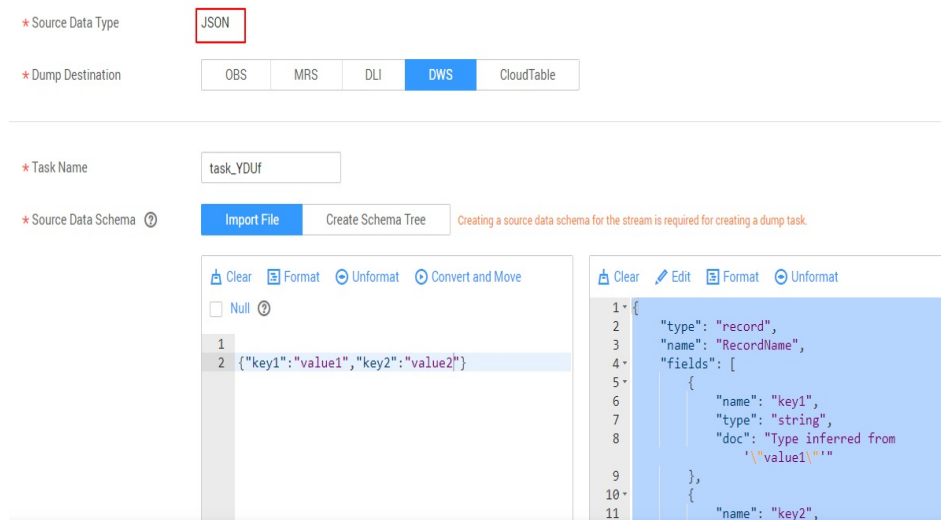 * Source Data Type JSON
* Dump Destination OBS MRS DLI DWS CloudTable
* Task Name task_YDUf
* Source Data Schema ? Import File Create Schema Tree Creating a source data schema for the stream is required for creating a dump task.
Clear Format Unformat Convert and Move
Null ?
1
2 {"key1":"value1","key2":"value2"}
Clear Edit Format Unformat
1 {
2 "type": "record",
3 "name": "RecordName",
4 "fields": [
5 {
6 "name": "key1",
7 "type": "string",
8 "doc": "Type inferred from
'\"value1\"'"
9 },
10 {
11 "name": "key2",